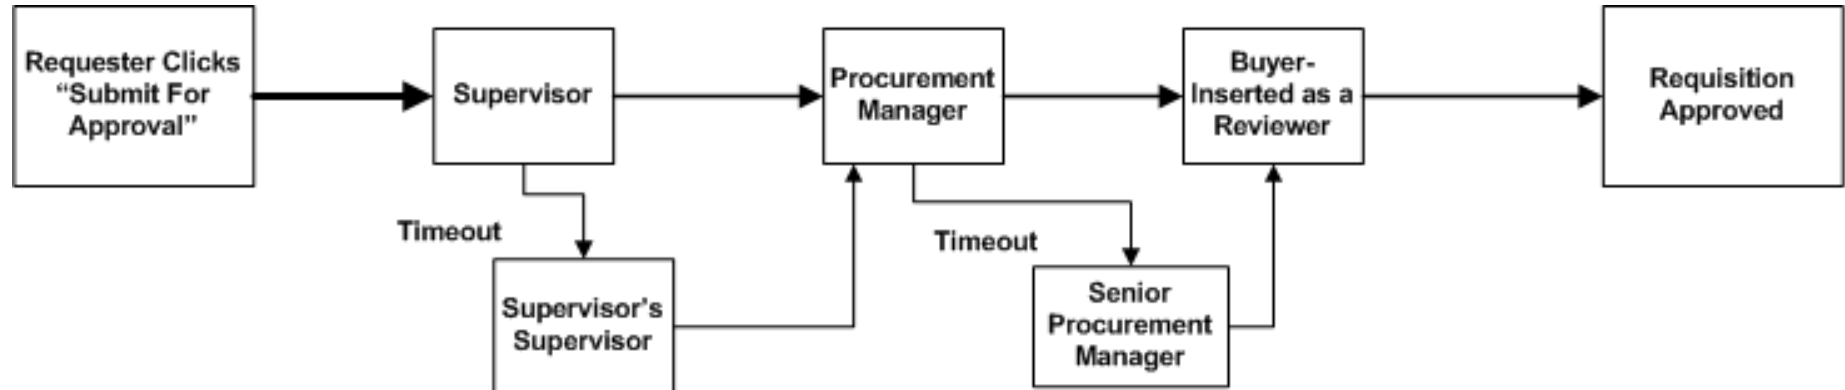 Requester Clicks
“Submit For
Approval”
Supervisor
Procurement
Manager
Buyer-
Inserted as a
Reviewer
Requisition
Approved
Timeout
Supervisor's
Supervisor
Timeout
Senior
Procurement
Manager